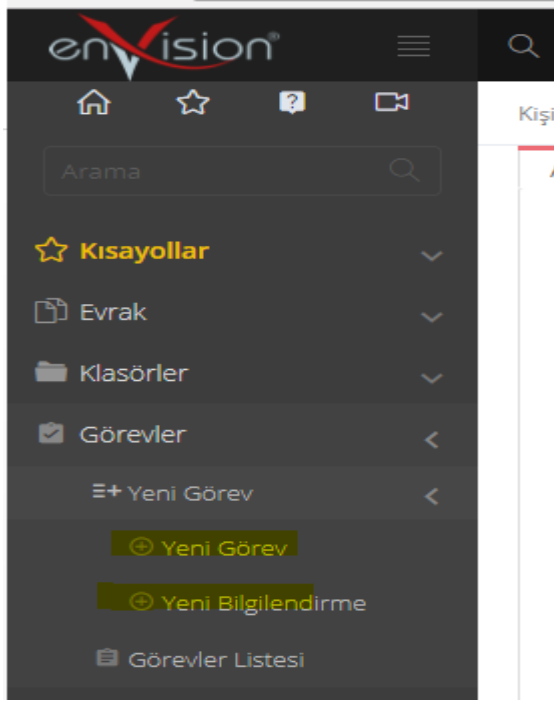 enVision®
Kişi
Arama
Kısayollar
Evrak
Klasörler
Görevler
Yeni Görev
Yeni Görev
Yeni Bilgilendirme
Görevler Listesi